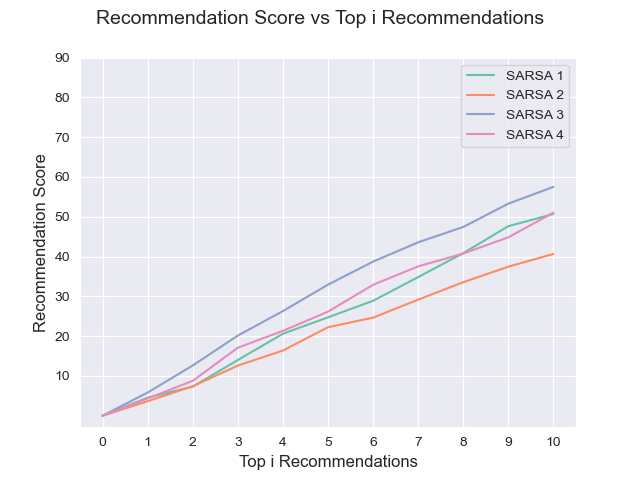 Recommendation Score vs Top i Recommendations
90
80
70
60
50
40
30
20
10
Recommendation Score
SARSA 1
SARSA 2
SARSA 3
SARSA 4
0 1 2 3 4 5 6 7 8 9 10
Top i Recommendations